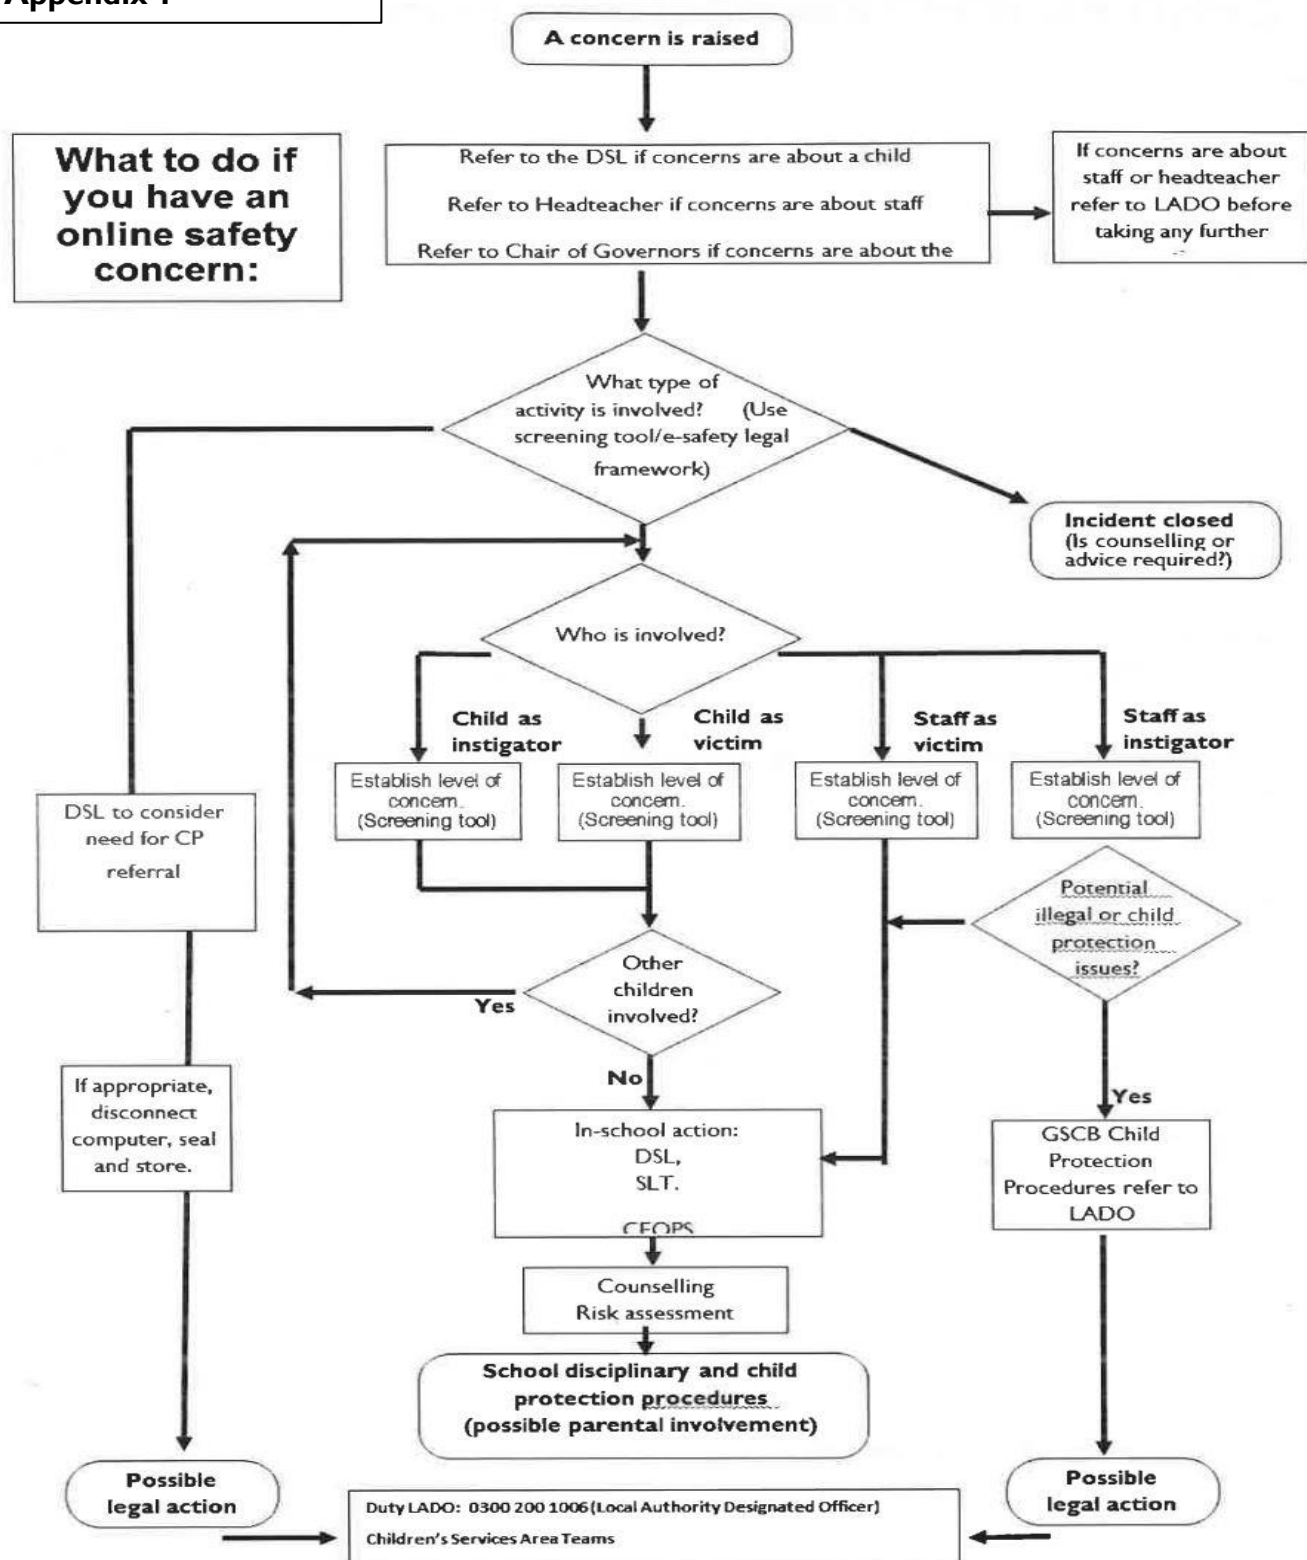 Appendix
A concern is raised
What to do if
you have an
online safety
concern:
Refer to the DSL if concerns are about a child
Refer to Headteacher if concerns are about staff
Refer to Chair of Governors if concerns are about the
If concerns are about
staff or headteacher
refer to LADO before
taking any further
What type of
activity is involved? (Use
screening tool/e-safety legal
framework)
Incident closed
(Is counselling or
advice required?)
Who is involved?
Child as
instigator
Child as
victim
Staff as
victim
Staff as
instigator
Establish level of
concern.
(Screening tool)
Establish level of
concern.
(Screening tool)
Establish level of
concern.
(Screening tool)
Establish level of
concern.
(Screening tool)
DSL to consider
need for CP
referral
Potential
illegal or child
protection
issues?
Other
children
involved?
Yes
No
Yes
If appropriate,
disconnect
computer, seal
and store.
In-school action:
DSL,
SLT.
CEOPS
GSCB Child
Protection
Procedures refer to
LADO
Counselling
Risk assessment
School disciplinary and child
protection procedures
(possible parental involvement)
Possible
legal action
Possible
legal action
Duty LADO: 0300 200 1006 (Local Authority Designated Officer)
Children's Services Area Teams